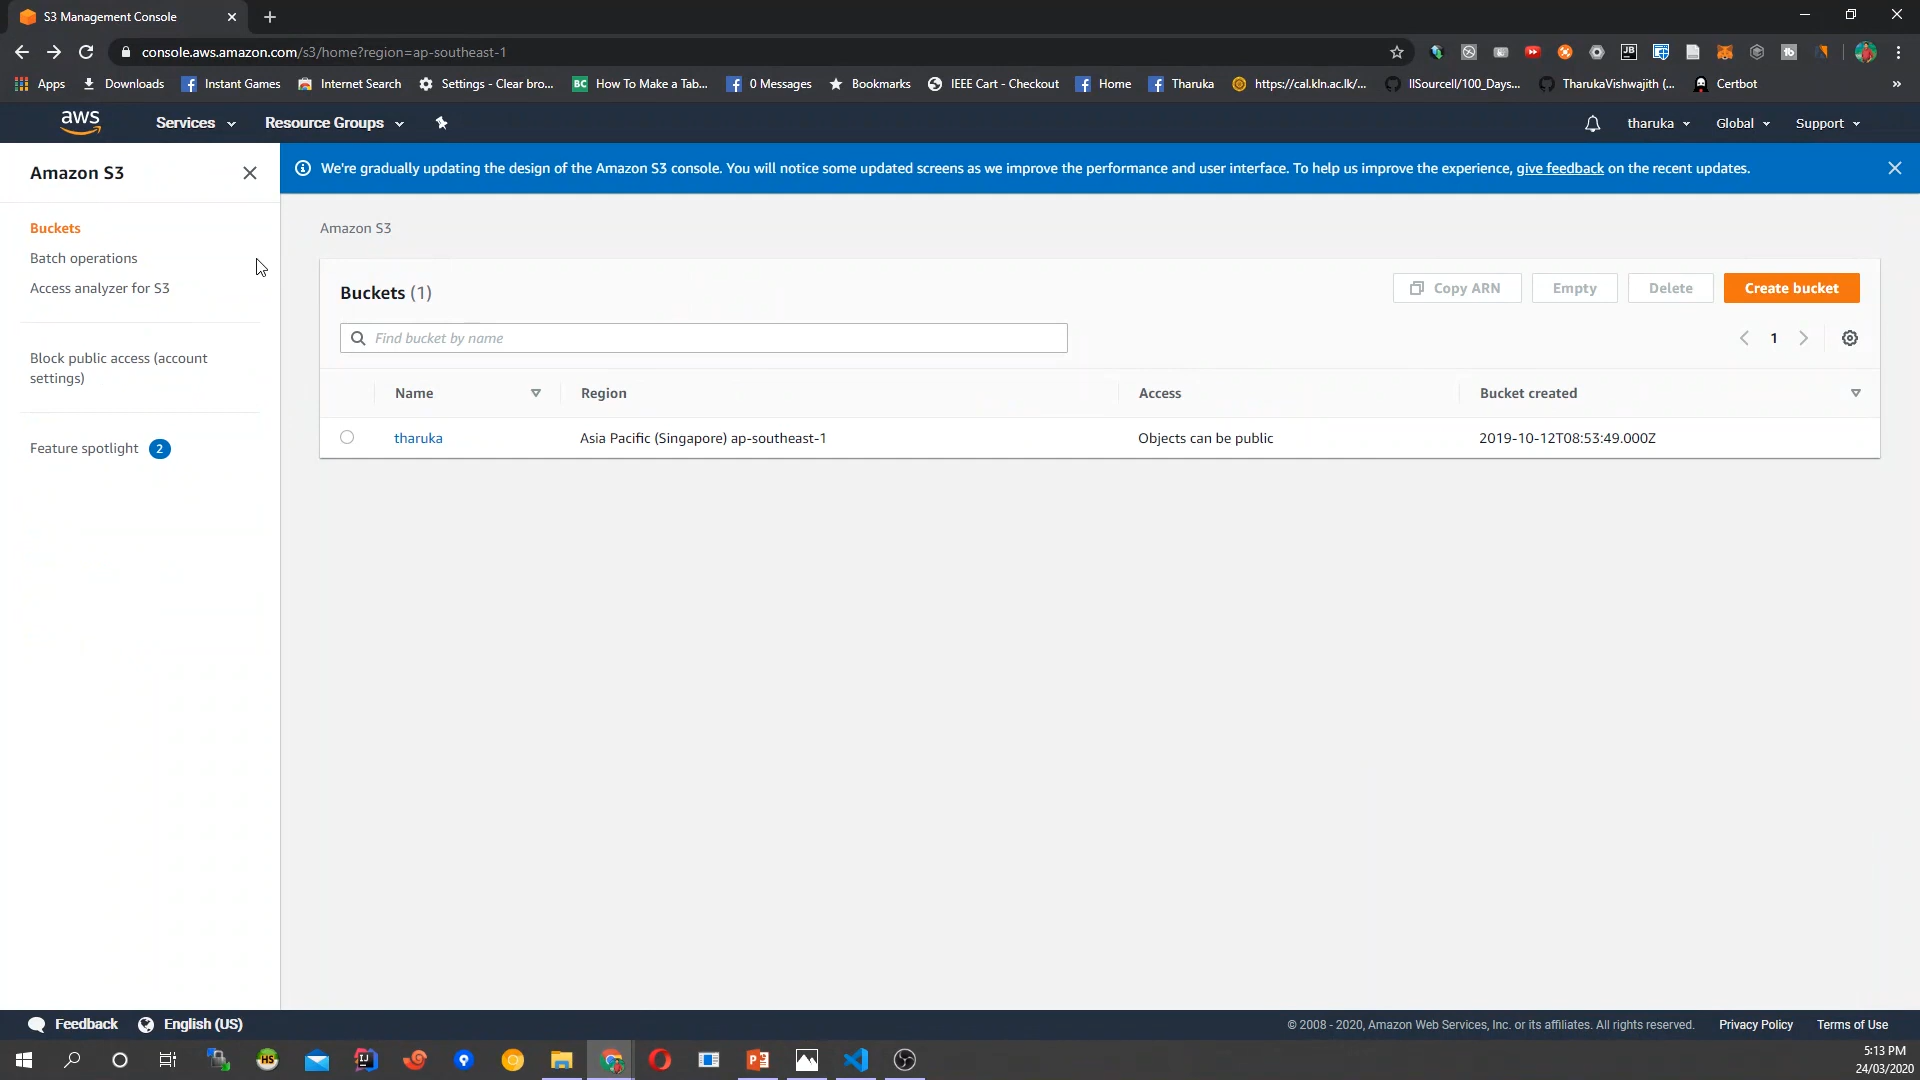 S3 Management Console
console.aws.amazon.com/s3/home?region=ap-southeast-1
Apps Downloads Instant Games Internet Search Settings - Clear bro... How To Make a Tab... 0 Messages Bookmarks IEEE Cart - Checkout Home Tharuka https://cal.kln.ac.lk/... llSourcell/100_Days... TharukaVishwajith (... Certbot »
aws Services Resource Groups tharuka Global Support
Amazon S3
We're gradually updating the design of the Amazon S3 console. You will notice some updated screens as we improve the performance and user interface. To help us improve the experience, give feedback on the recent updates.
Buckets
Batch operations
Access analyzer for S3
Block public access (account
settings)
Feature spotlight 2
Amazon S3
Buckets (1)
Copy ARN Empty Delete Create bucket
Find bucket by name
1
Name Region Access Bucket created
tharuka Asia Pacific (Singapore) ap-southeast-1 Objects can be public 2019-10-12T08:53:49.000Z
Feedback English (US) © 2008 - 2020, Amazon Web Services, Inc. or its affiliates. All rights reserved. Privacy Policy Terms of Use
5:13 PM
24/03/2020